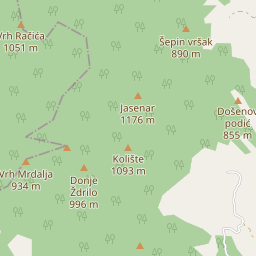 Vrh Račića
1051 m
Šepin vršak
890 m
Jasenar
1176 m
Došenov
podić
855 m
Kolište
1093 m
Vrh Mrdalja
934 m
Donje
Ždrilo
996 m